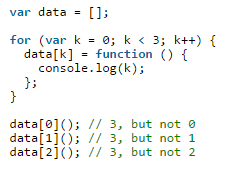 var data = [];

for (var k = 0; k < 3; k++) {
  data[k] = function () {
    console.log(k);
  };
}

data[0](); // 3, but not 0
data[1](); // 3, but not 1
data[2](); // 3, but not 2